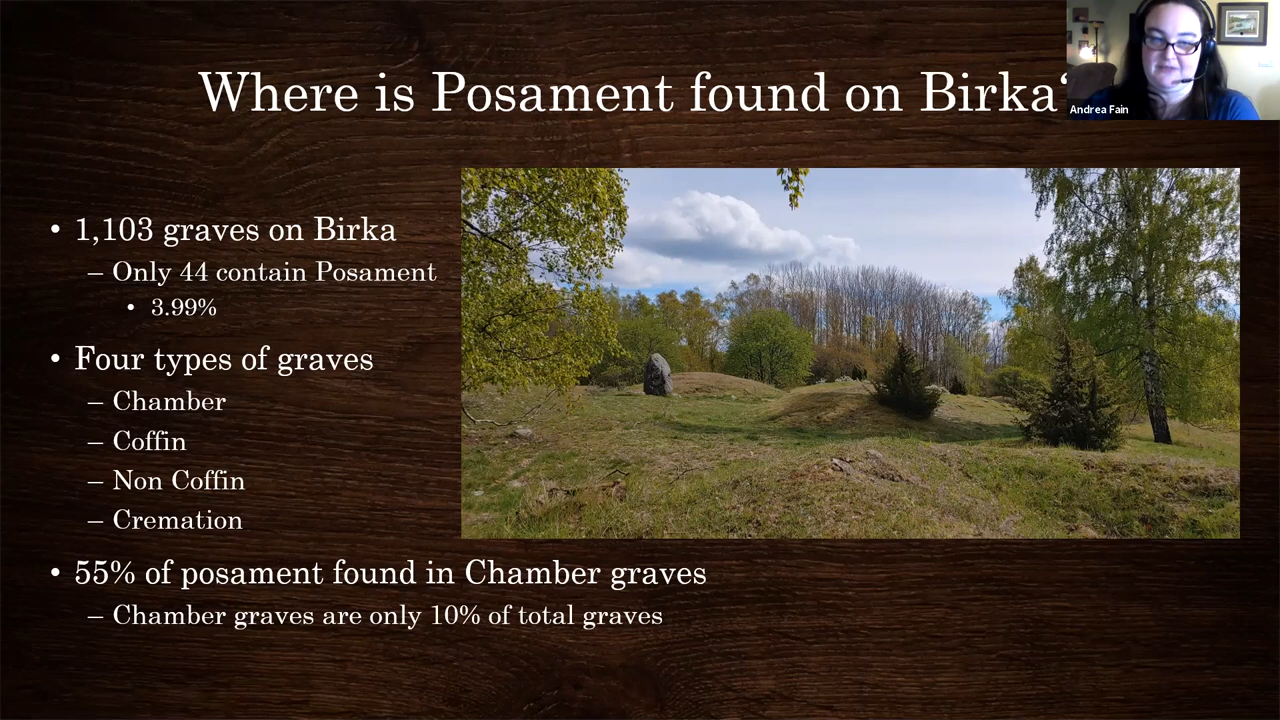 Where is Posament found on Birka
Andrea Fain
• 1,103 graves on Birka
– Only 44 contain Posament
• 3.99%
• Four types of graves
– Chamber
– Coffin
– Non Coffin
– Cremation
• 55% of posament found in Chamber graves
– Chamber graves are only 10% of total graves